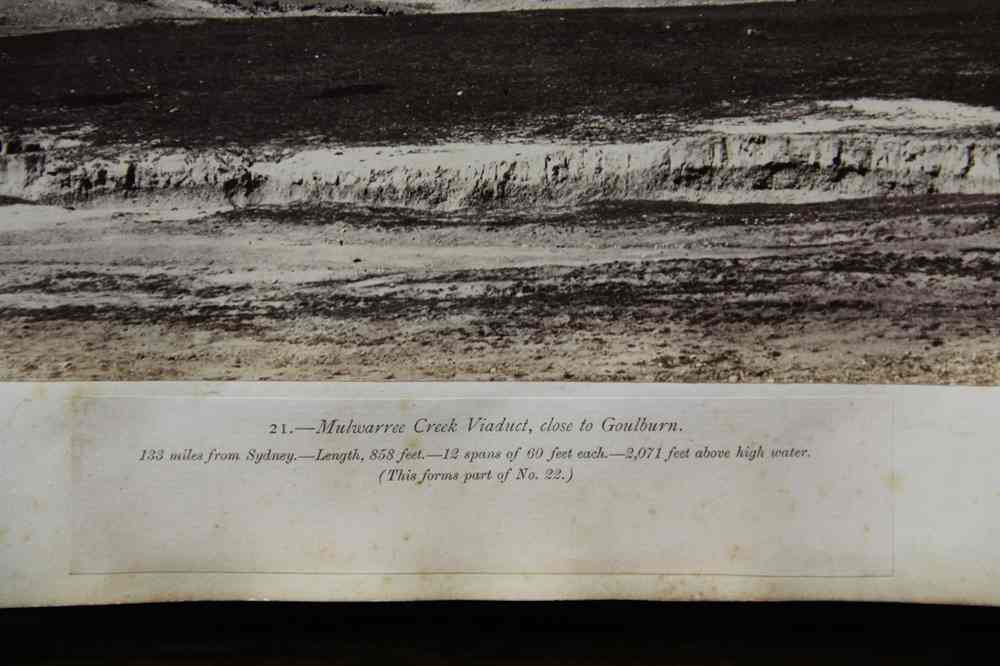 21.—Mulwarree Creek Viaduct, close to Goulburn.
133 miles from Sydney.—Length, 858 feet.—12 spans of 60 feet each.—2,071 feet above high water.
(This forms part of No. 22.)